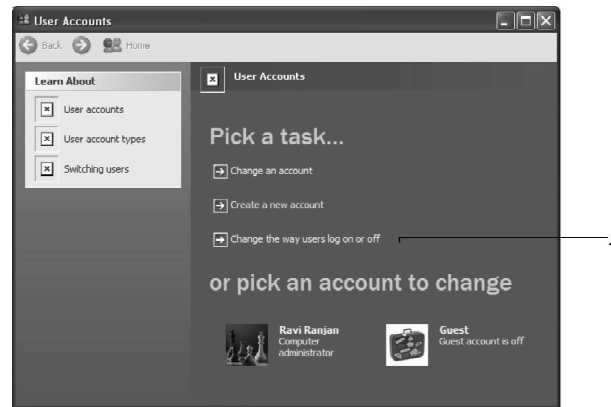 User Accounts
Back Home
Learn About
User accounts
User account types
Switching users
User Accounts
Pick a task...
Change an account
Create a new account
Change the way users log on or off
or pick an account to change
Ravi Ranjan
Computer
administrator
Guest
Guest account is off